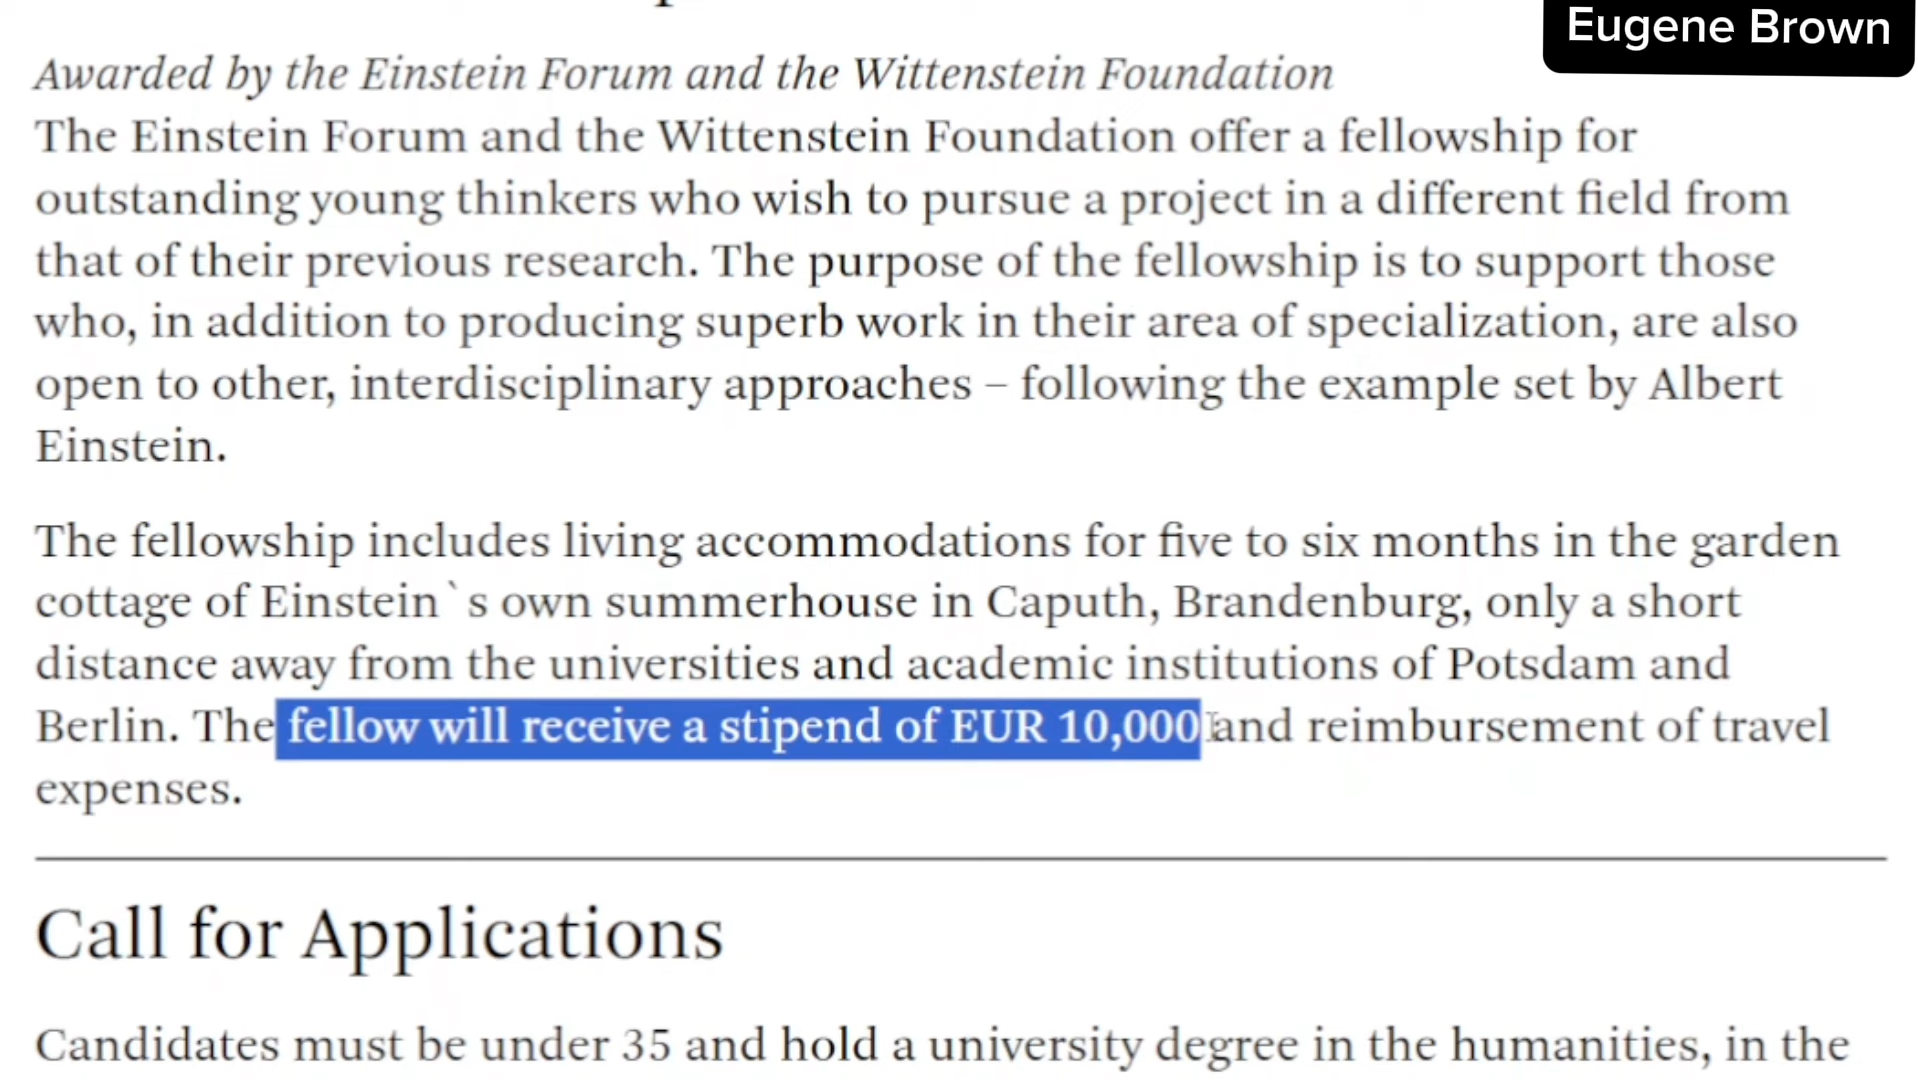 Eugene Brown
Awarded by the Einstein Forum and the Wittenstein Foundation
The Einstein Forum and the Wittenstein Foundation offer a fellowship for
outstanding young thinkers who wish to pursue a project in a different field from
that of their previous research. The purpose of the fellowship is to support those
who, in addition to producing superb work in their area of specialization, are also
open to other, interdisciplinary approaches – following the example set by Albert
Einstein.
The fellowship includes living accommodations for five to six months in the garden
cottage of Einstein`s own summerhouse in Caputh, Brandenburg, only a short
distance away from the universities and academic institutions of Potsdam and
Berlin. The fellow will receive a stipend of EUR 10,000 and reimbursement of travel
expenses.
Call for Applications
Candidates must be under 35 and hold a university degree in the humanities, in the